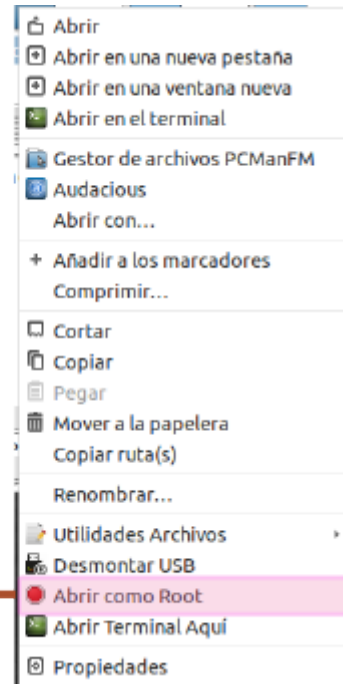 Abrir
Abrir en una nueva pestaña
Abrir en una ventana nueva
Abrir en el terminal
Gestor de archivos PCManFM
Audacious
Abrir con...
Añadir a los marcadores
Comprimir...
Cortar
Copiar
Pegar
Mover a la papelera
Copiar ruta(s)
Renombrar...
Utilidades Archivos
Desmontar USB
Abrir como Root
Abrir Terminal Aquí
Propiedades